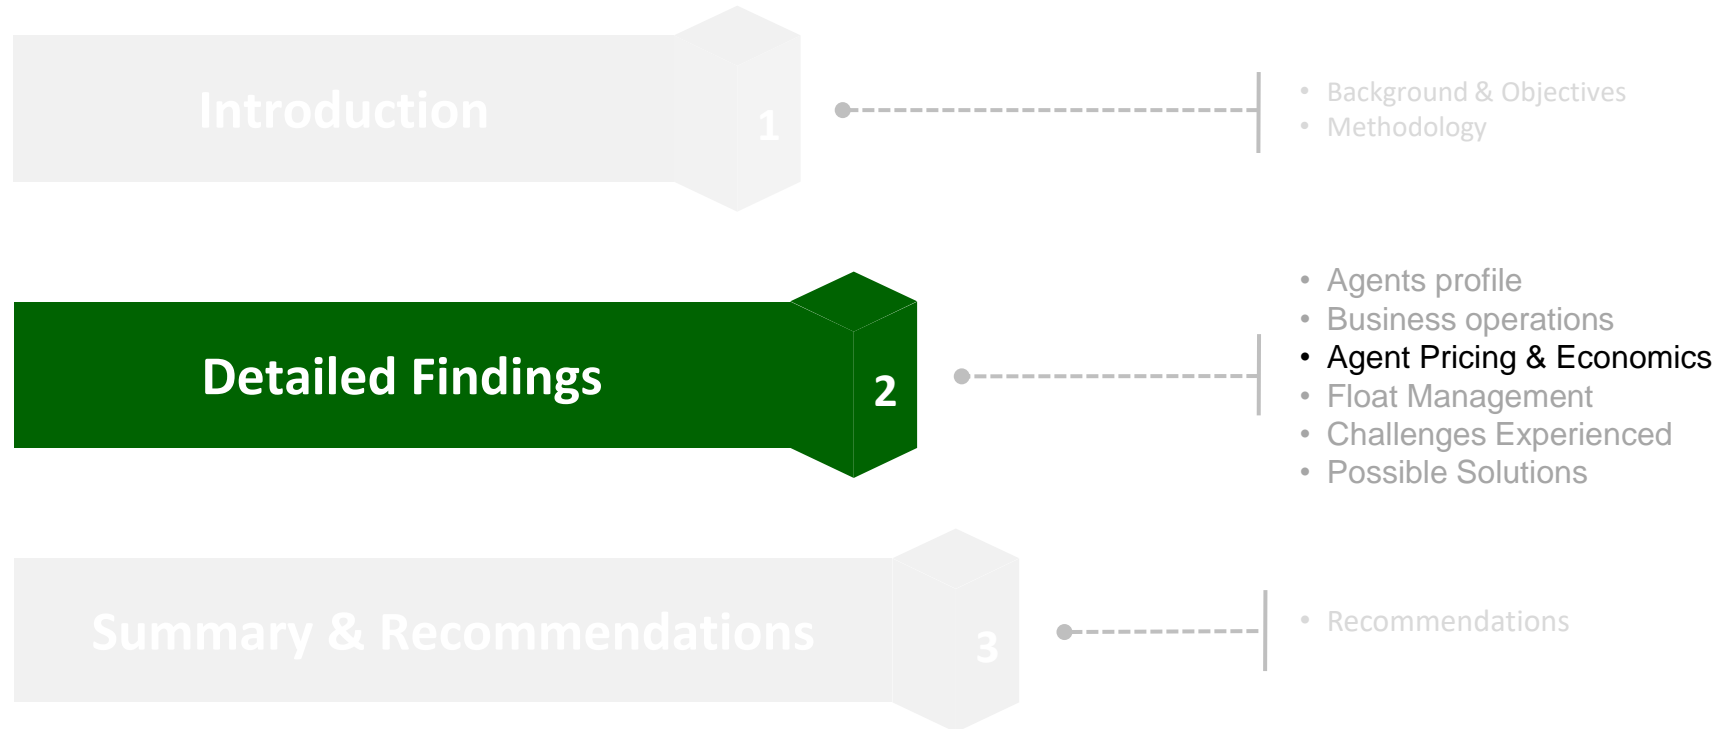 Introduction
1
• Background & Objectives
• Methodology
Detailed Findings
2
• Agents profile
• Business operations
• Agent Pricing & Economics
• Float Management
• Challenges Experienced
• Possible Solutions
Summary & Recommendations
3
• Recommendations